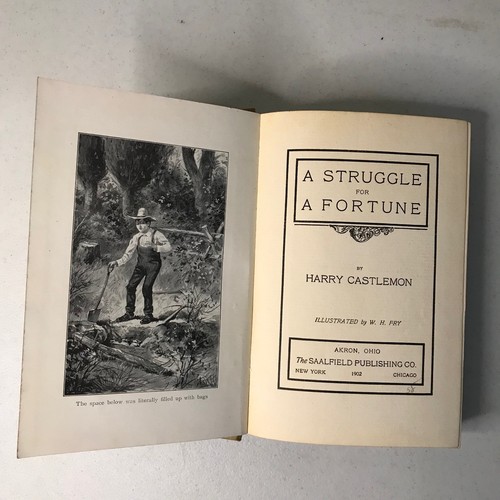 The space below was literally filled up with bags
A STRUGGLE
FOR
A FORTUNE
BY
HARRY CASTLEMON
ILLUSTRATED by W. H. FRY
AKRON, OHIO
The SAALFIELD PUBLISHING CO.
NEW YORK 1902 CHICAGO